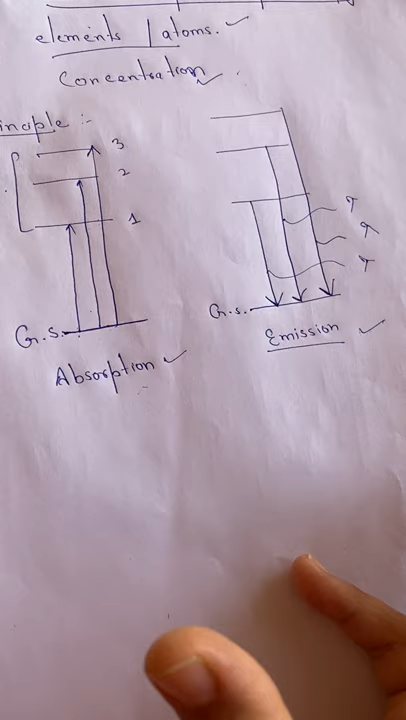 elements / atoms.
Concentration
inciple :-
3
2
1
G.s.
Absorption
G.s.
Emission